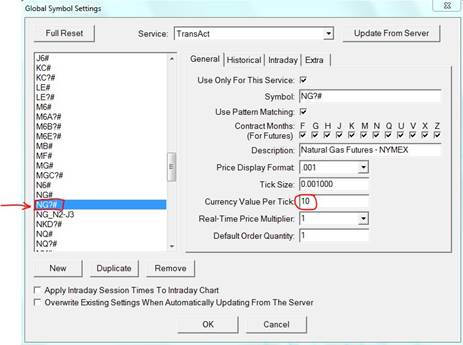 Global Symbol Settings
Full Reset
Service: TransAct
Update From Server
J6#
KC#
KC?#
LE#
LE?#
M6#
M6A?#
M6B?#
M6E?#
MB#
MF#
MG#
MGC?#
N6#
NG#
NG?#
NG_N2-J3
NKD?#
NQ#
NQ?#
General Historical Intraday Extra
Use Only For This Service:
Symbol: NG?#
Use Pattern Matching:
Contract Months: F G H J K M N Q U V X Z
(For Futures)
Description: Natural Gas Futures - NYMEX
Price Display Format: .001
Tick Size: 0.001000
Currency Value Per Tick: 10
Real-Time Price Multiplier: 1
Default Order Quantity: 1
New
Duplicate
Remove
Apply Intraday Session Times To Intraday Chart
Overwrite Existing Settings When Automatically Updating From The Server
OK
Cancel